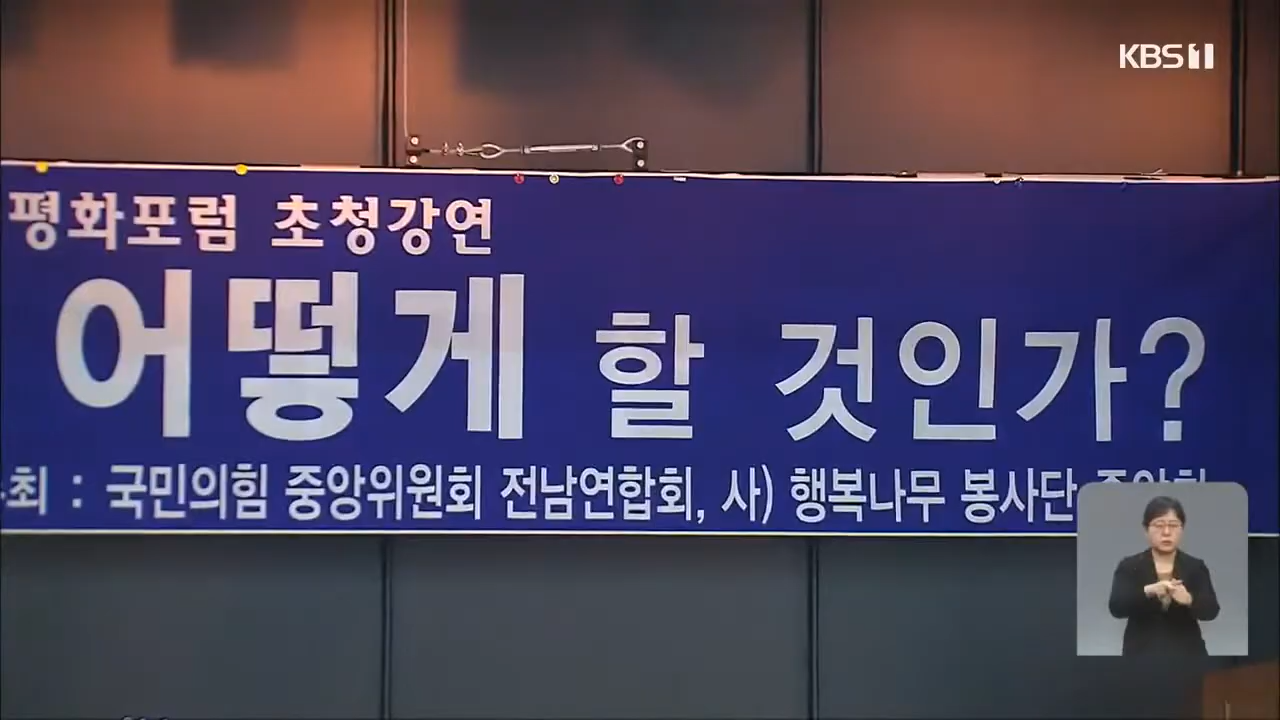 KBS1
평화포럼 초청강연
어떻게 할 것인가?
최 : 국민의힘 중앙위원회 전남연합회, 사) 행복나무 봉사단